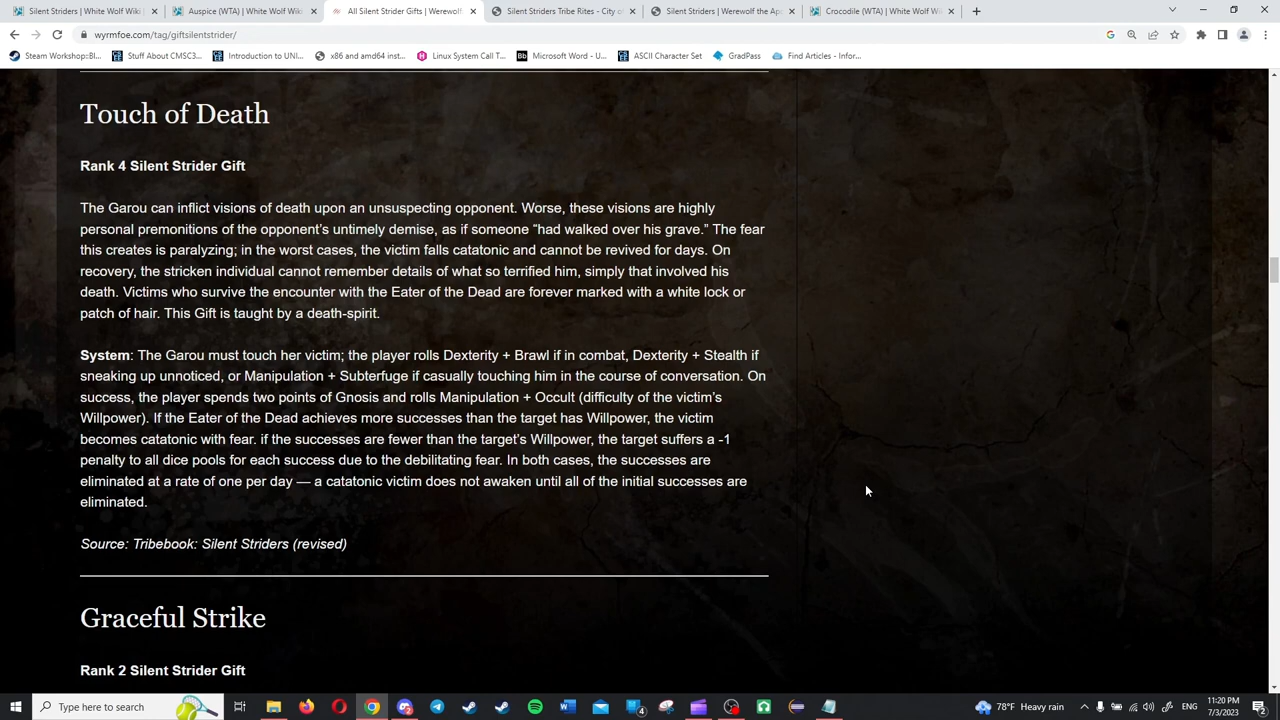 Silent Striders | White Wolf Wiki
Auspice (WTA) | White Wolf Wiki
All Silent Strider Gifts | Werewolf
Silent Striders Tribe Rites - City of
Silent Striders | Werewolf the Apo
Crocodile (WTA) | White Wolf Wiki
wyrmfoe.com/tag/giftsilentstrider/
Steam Workshop::Bl...
Stuff About CMSC3...
Introduction to UNI...
x86 and amd64 inst...
Linux System Call T...
Microsoft Word - U...
ASCII Character Set
GradPass
Find Articles - Infor...
Touch of Death
Rank 4 Silent Strider Gift
The Garou can inflict visions of death upon an unsuspecting opponent. Worse, these visions are highly
personal premonitions of the opponent's untimely demise, as if someone “had walked over his grave.” The fear
this creates is paralyzing; in the worst cases, the victim falls catatonic and cannot be revived for days. On
recovery, the stricken individual cannot remember details of what so terrified him, simply that involved his
death. Victims who survive the encounter with the Eater of the Dead are forever marked with a white lock or
patch of hair. This Gift is taught by a death-spirit.
System: The Garou must touch her victim; the player rolls Dexterity + Brawl if in combat, Dexterity + Stealth if
sneaking up unnoticed, or Manipulation + Subterfuge if casually touching him in the course of conversation. On
success, the player spends two points of Gnosis and rolls Manipulation + Occult (difficulty of the victim's
Willpower). If the Eater of the Dead achieves more successes than the target has Willpower, the victim
becomes catatonic with fear. if the successes are fewer than the target's Willpower, the target suffers a -1
penalty to all dice pools for each success due to the debilitating fear. In both cases, the successes are
eliminated at a rate of one per day — a catatonic victim does not awaken until all of the initial successes are
eliminated.
Source: Tribebook: Silent Striders (revised)
Graceful Strike
Rank 2 Silent Strider Gift
Type here to search
78°F Heavy rain
ENG
11:20 PM
7/3/2023